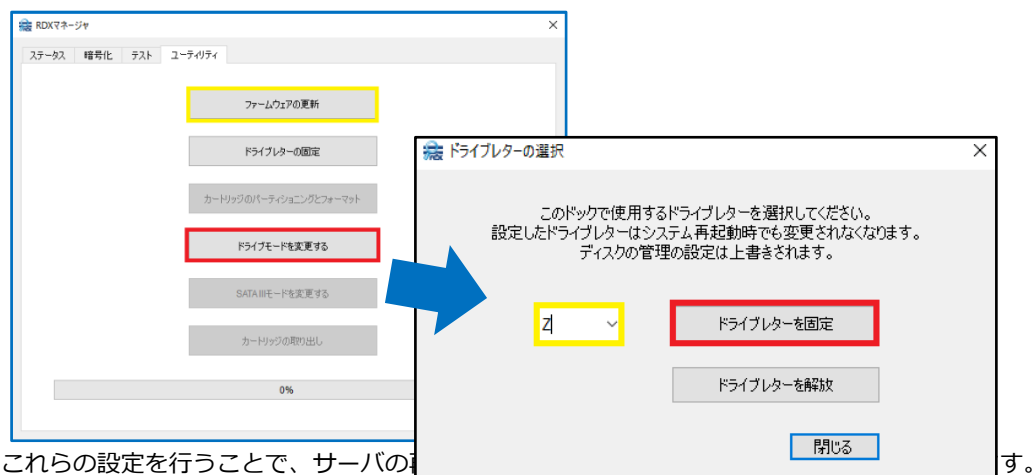 RDXマネージャ
ステータス 暗号化 テスト ユーティリティ
ファームウェアの更新
ドライブレターの固定
カートリッジのパーティショニングとフォーマット
ドライブモードを変更する
SATA IIIモードを変更する
カートリッジの取り出し
0%
ドライブレターの選択
このドックで使用するドライブレターを選択してください。
設定したドライブレターはシステム再起動時でも変更されなくなります。
ディスクの管理の設定は上書きされます。
Z
ドライブレターを固定
ドライブレターを解放
閉じる
これらの設定を行うことで、サーバの す。